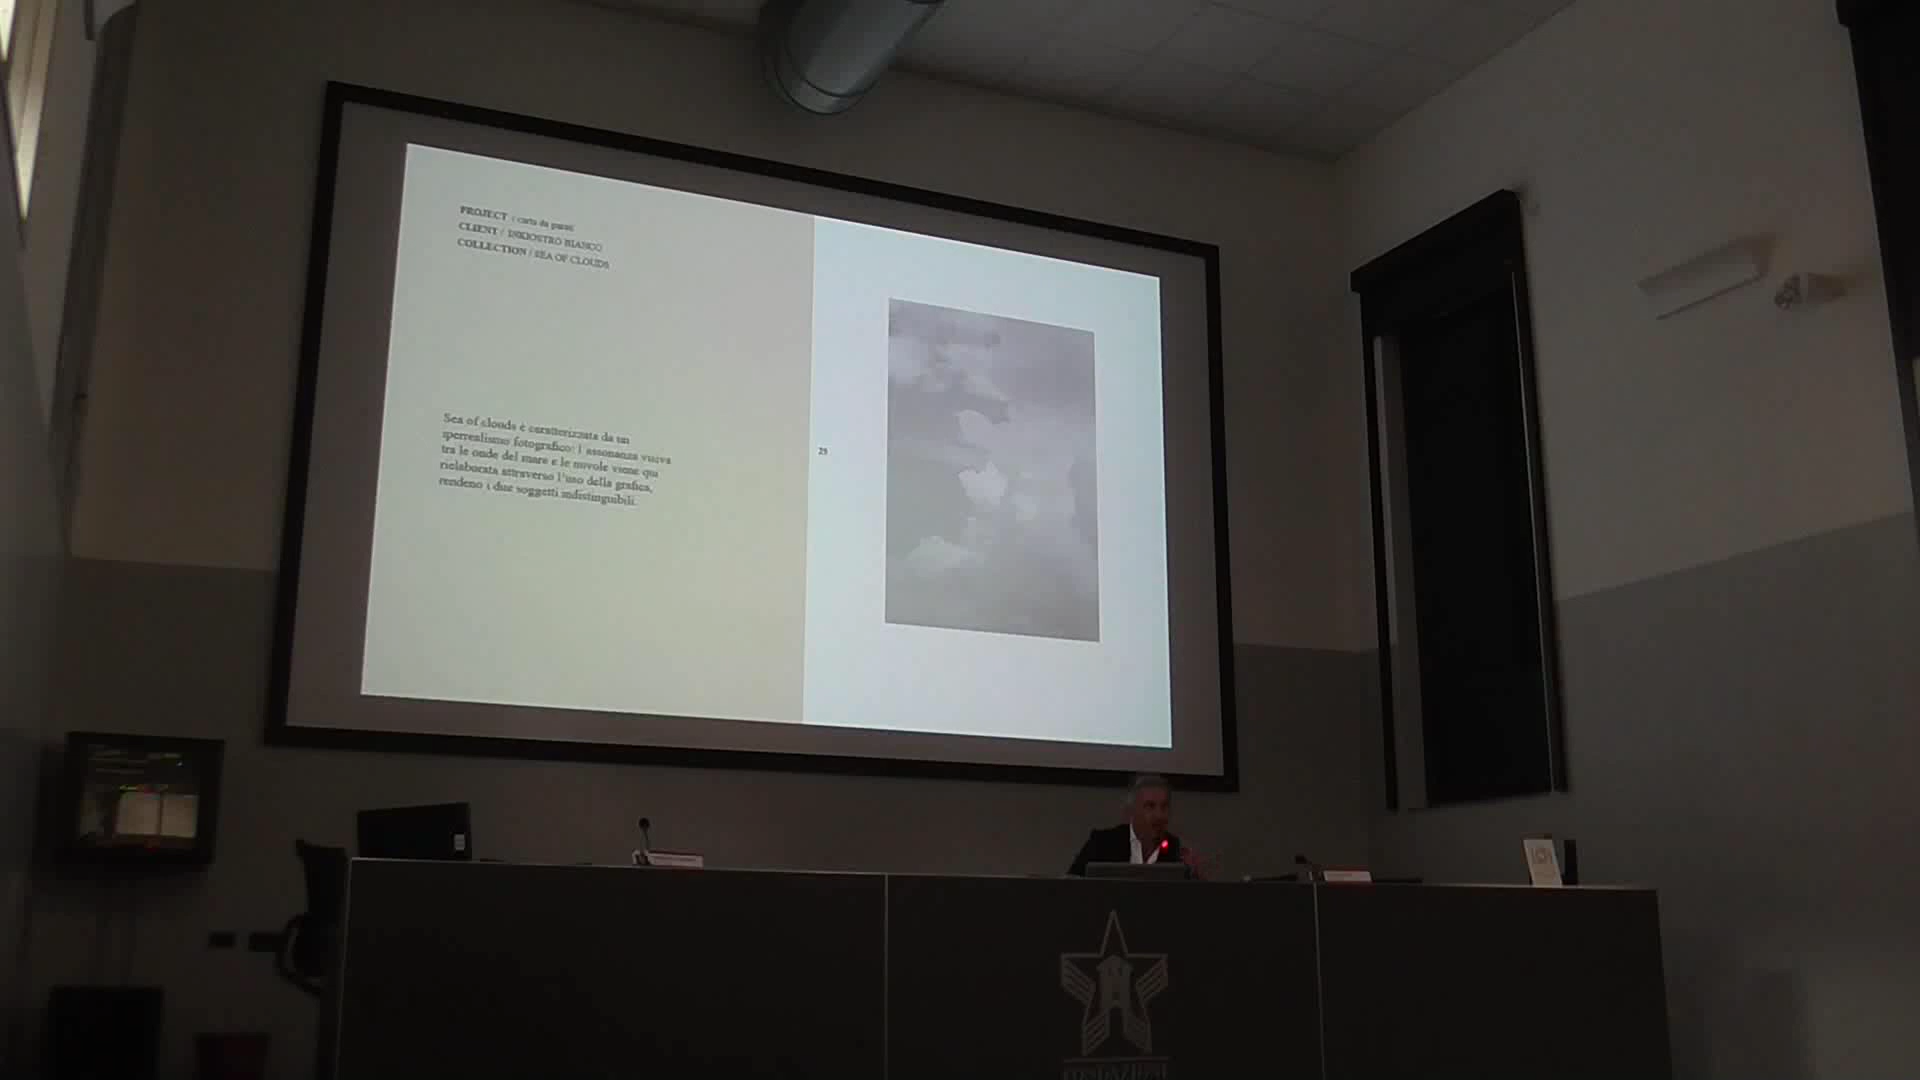 PROJECT / carta da parati
CLIENT / INKIOSTRO BIANCO
COLLECTION / SEA OF CLOUDS
Sea of clouds è caratterizzata da un
iperrealismo fotografico: l'assonanza visiva
tra le onde del mare e le nuvole viene qui
rielaborata attraverso l'uso della grafica,
rendeno i due soggetti indistinguibili.
25
FONDAZIONE